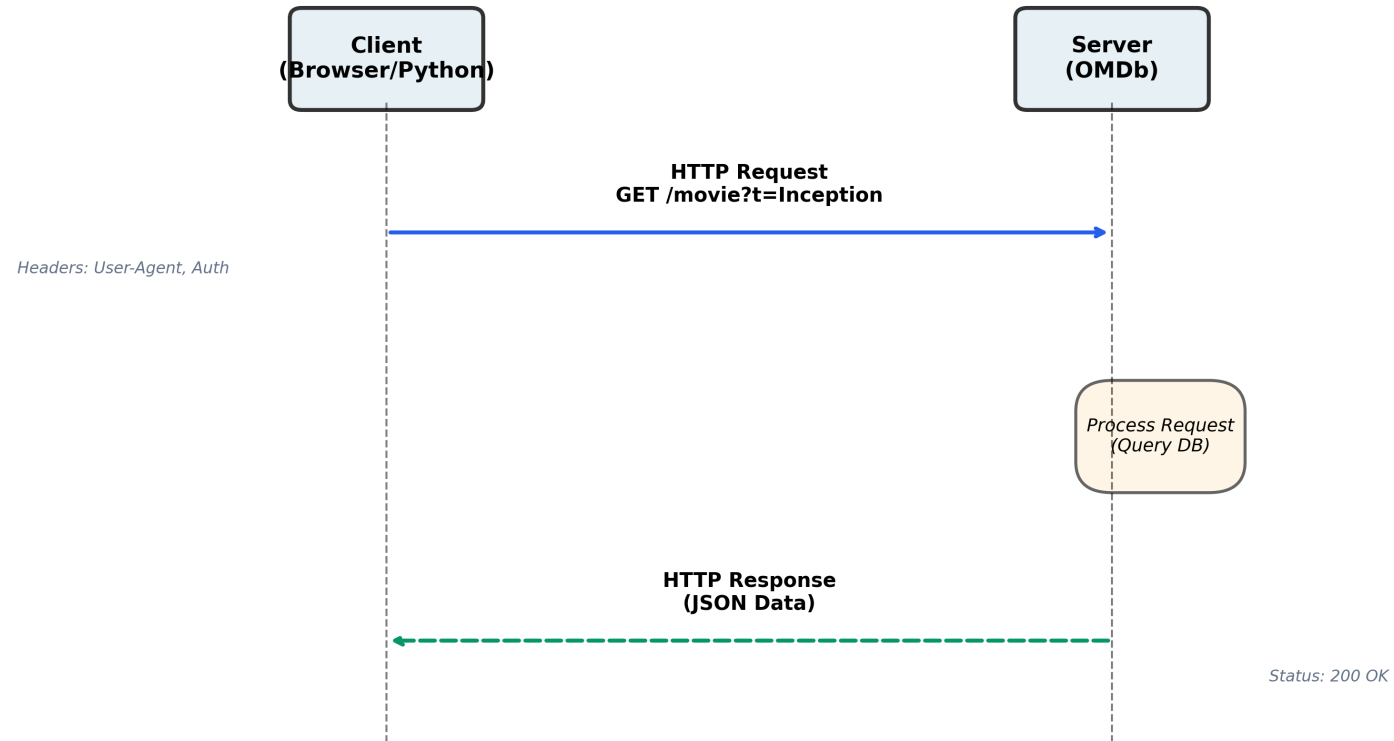 Client
(Browser/Python)
Server
(OMDb)
HTTP Request
GET /movie?t=Inception
Headers: User-Agent, Auth
Process Request
(Query DB)
HTTP Response
(JSON Data)
Status: 200 OK